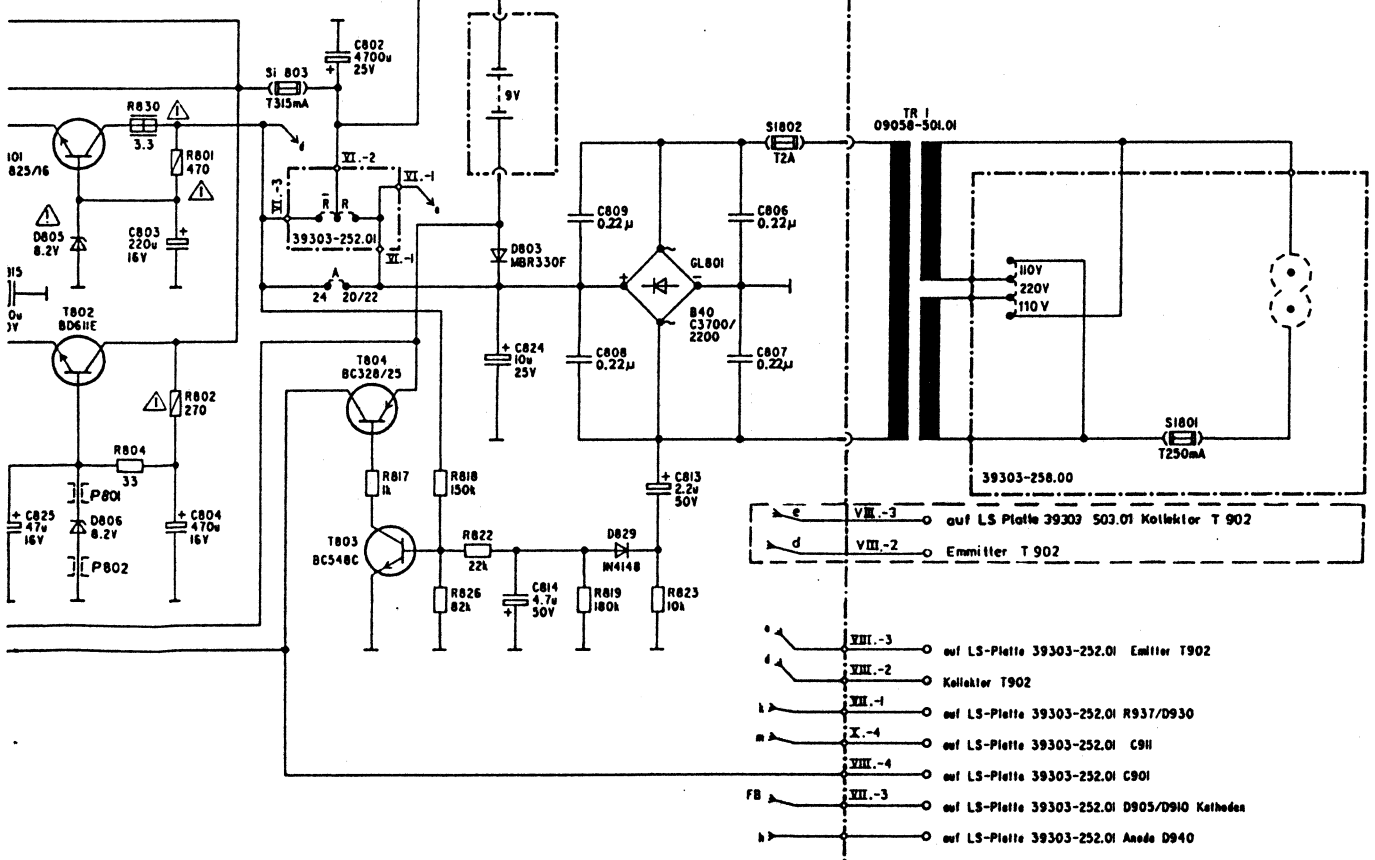 C802
4700u
25V
Si 803
T315mA
9V
R830
3.3
R801
470
825/16
D805
8.2V
C803
220u
16V
VI.-2
VI.-1
VI.-3
R R
39303-252.01
VI.-1
A
24 20/22
D803
MBR330F
C809
0.22µ
C806
0.22µ
S1802
T2A
TR 1
09058-501.01
GL801
B40
C3700/
2200
C808
0.22µ
C807
0.22µ
C824
10u
25V
110V
220V
110V
S1801
T250mA
39303-258.00
T802
BD611E
R802
270
R804
33
P801
D806
8.2V
P802
C825
47u
16V
C804
470u
16V
T804
BC328/25
R817
1k
R818
150k
T803
BC548C
R822
22k
R826
82k
C814
4.7u
50V
D829
1N4148
R819
180k
C813
2.2u
50V
R823
10k
e VIII.-3 auf LS Platte 39303 503.01 Kollektor T 902
d VIII.-2 Emmitter T 902
e VIII.-3 auf LS-Platte 39303-252.01 Emitter T902
d VIII.-2 Kollektor T902
k VII.-1 auf LS-Platte 39303-252.01 R937/D930
m X.-4 auf LS-Platte 39303-252.01 C911
VIII.-4 auf LS-Platte 39303-252.01 C901
FB VII.-3 auf LS-Platte 39303-252.01 D905/D910 Kathoden
h auf LS-Platte 39303-252.01 Anode D940